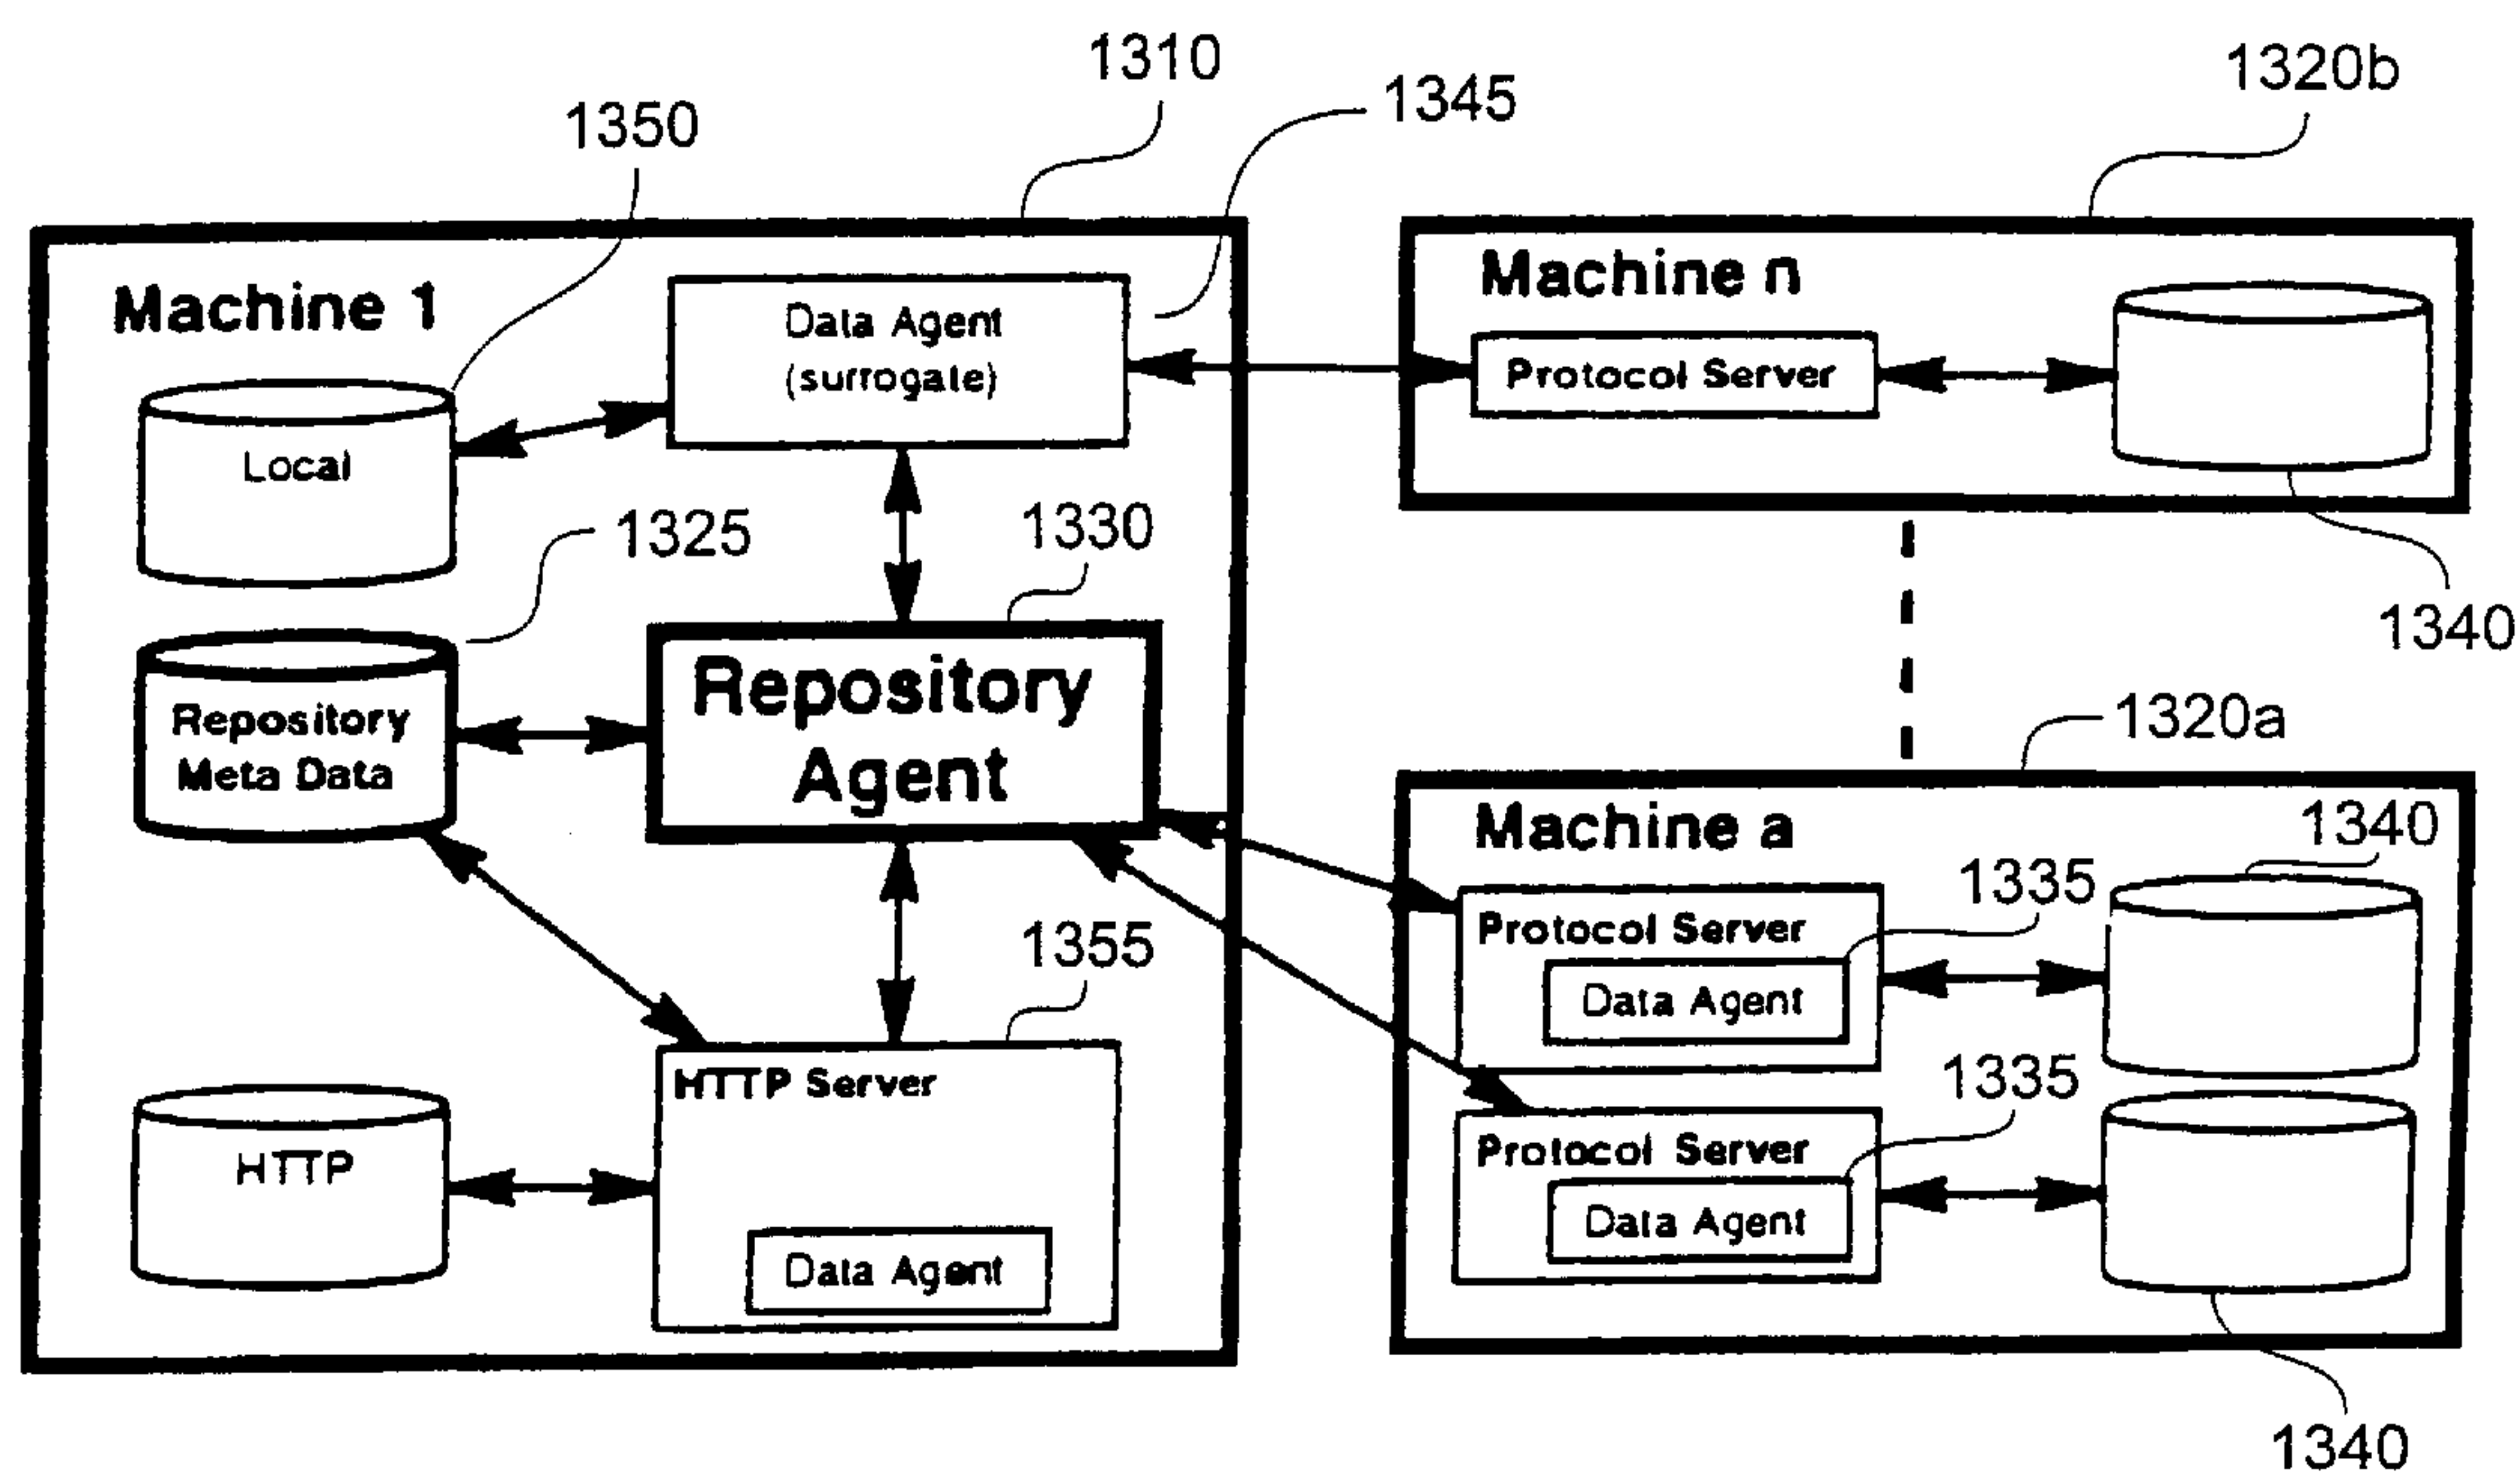 1310
1345
1350
1320b
Machine 1
Data Agent
(surrogate)
Local
1325
1330
Repository
Meta Data
Repository
Agent
1355
HTTP Server
HTTP
Data Agent
Machine n
Protocol Server
1340
1320a
Machine a
1340
1335
Protocol Server
Data Agent
1335
Protocol Server
Data Agent
1340